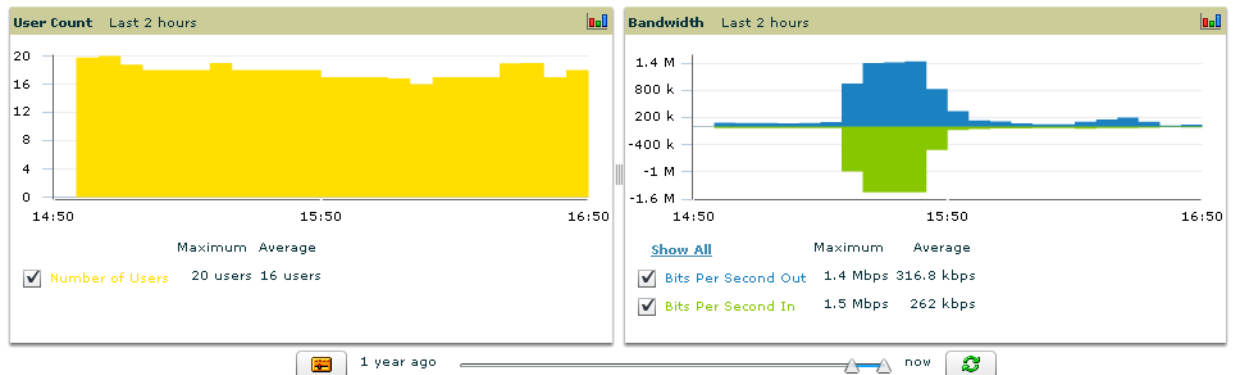 User Count Last 2 hours
20
16
12
8
4
0
14:50 15:50 16:50
Maximum Average
Number of Users 20 users 16 users
Bandwidth Last 2 hours
1.4 M
800 k
200 k
-400 k
-1 M
-1.6 M
14:50 15:50 16:50
Show All Maximum Average
Bits Per Second Out 1.4 Mbps 316.8 kbps
Bits Per Second In 1.5 Mbps 262 kbps
1 year ago now